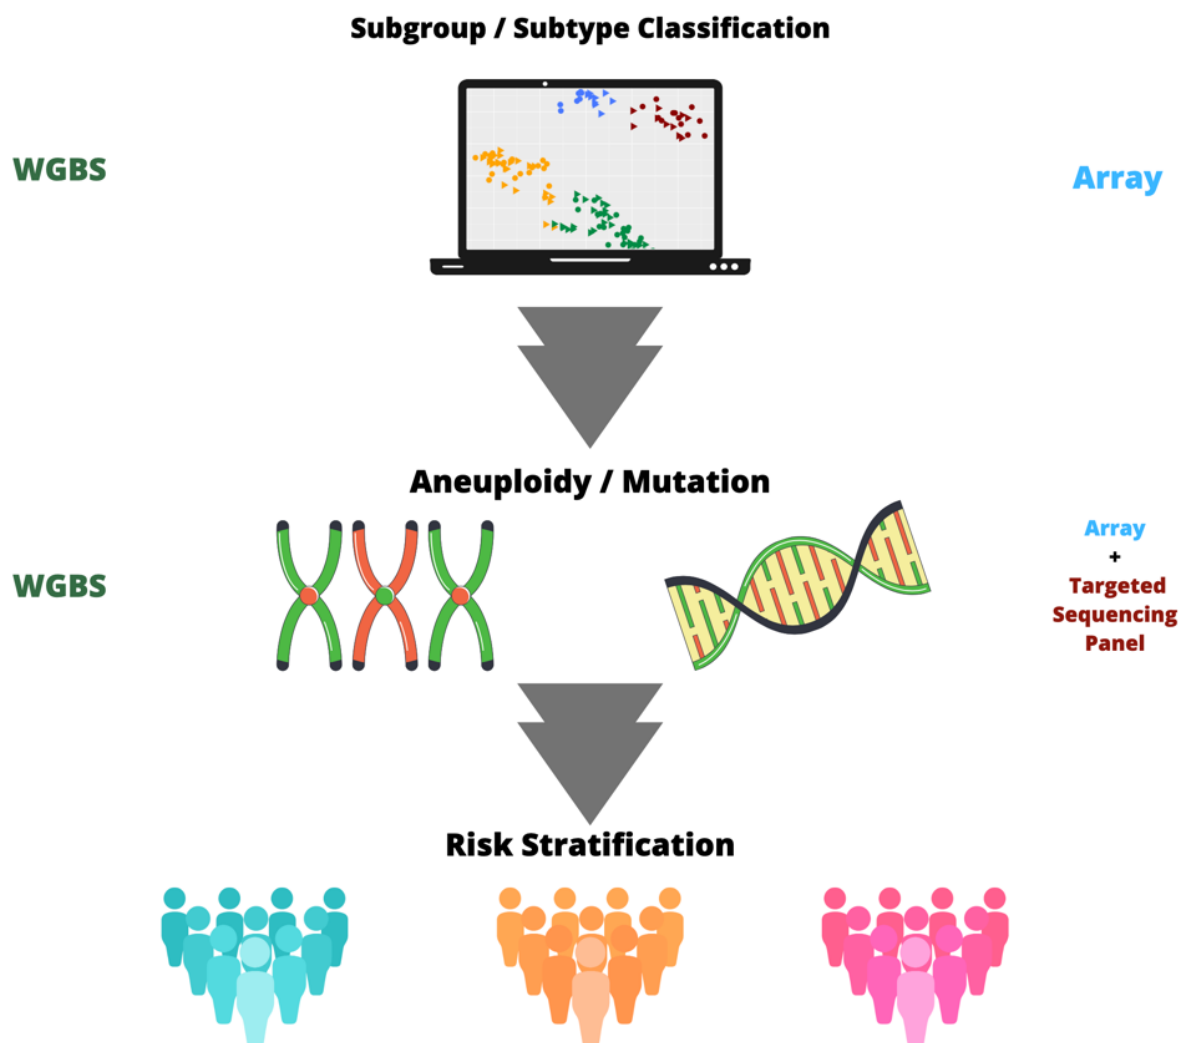 Subgroup / Subtype Classification
WGBS
Array
Aneuploidy / Mutation
WGBS
Array
+
Targeted
Sequencing
Panel
Risk Stratification